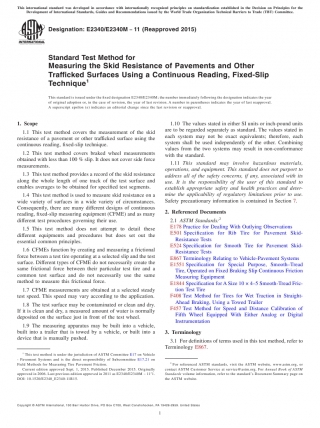 This international standard was developed in accordance with internationally recognized principles on standardization established in the Decision on Principles for the
Development of International Standards, Guides and Recommendations issued by the World Trade Organization Technical Barriers to Trade (TBT) Committee.
Designation: E2340/E2340M − 11 (Reapproved 2015)
Standard Test Method for
Measuring the Skid Resistance of Pavements and Other
Trafficked Surfaces Using a Continuous Reading, Fixed-Slip
Technique1
This standard is issued under the fixed designation E2340/E2340M; the number immediately following the designation indicates the year
of original adoption or, in the case of revision, the year of last revision. A number in parentheses indicates the year of last reapproval.
A superscript epsilon (ε) indicates an editorial change since the last revision or reapproval.
1. Scope
1.1 This test method covers the measurement of the skid
resistance of a pavement or other trafficked surface using the
continuous reading, fixed-slip technique.
1.2 This test method covers braked wheel measurements
obtained with less than 100 % slip. It does not cover side force
measurements.
1.3 This test method provides a record of the skid resistance
along the whole length of one track of the test surface and
enables averages to be obtained for specified test segments.
1.4 This test method is used to measure skid resistance on a
wide variety of surfaces in a wide variety of circumstances.
Consequently, there are many different designs of continuous
reading, fixed-slip measuring equipment (CFME) and as many
different test procedures governing their use.
1.5 This test method does not attempt to detail these
different equipments and procedures but does set out the
essential common principles.
1.6 CFMEs function by creating and measuring a frictional
force between a test tire operating at a selected slip and the test
surface. Different types of CFME do not necessarily create the
same frictional force between their particular test tire and a
common test surface and do not necessarily use the same
method to measure this frictional force.
1.7 CFME measurements are obtained at a selected steady
test speed. This speed may vary according to the application.
1.8 The test surface may be contaminated or clean and dry.
If it is clean and dry, a measured amount of water is normally
deposited on the surface just in front of the test wheel.
1.9 The measuring apparatus may be built into a vehicle,
built into a trailer that is towed by a vehicle, or built into a
device that is manually pushed.
1.10 The values stated in either SI units or inch-pound units
are to be regarded separately as standard. The values stated in
each system may not be exact equivalents; therefore, each
system shall be used independently of the other. Combining
values from the two systems may result in non-conformance
with the standard.
1.11 This standard may involve hazardous materials,
operations, and equipment. This standard does not purport to
address all of the safety concerns, if any, associated with its
use. It is the responsibility of the user of this standard to
establish appropriate safety and health practices and deter-
mine the applicability of regulatory limitations prior to use.
Safety precautionary information is contained in Section 7.
2. Referenced Documents
2.1 ASTM Standards:2
E178 Practice for Dealing With Outlying Observations
E501 Specification for Rib Tire for Pavement Skid-
Resistance Tests
E524 Specification for Smooth Tire for Pavement Skid-
Resistance Tests
E867 Terminology Relating to Vehicle-Pavement Systems
E1551 Specification for Special Purpose, Smooth-Tread
Tire, Operated on Fixed Braking Slip Continuous Friction
Measuring Equipment
E1844 Specification for A Size 10 × 4–5 Smooth-Tread Fric-
tion Test Tire
F408 Test Method for Tires for Wet Traction in Straight-
Ahead Braking, Using a Towed Trailer
F457 Test Method for Speed and Distance Calibration of
Fifth Wheel Equipped With Either Analog or Digital
Instrumentation
3. Terminology
3.1 For definitions of terms used in this test method, refer to
Terminology E867.
1 This test method is under the jurisdiction of ASTM Committee E17 on Vehicle
- Pavement Systems and is the direct responsibility of Subcommittee E17.21 on
Field Methods for Measuring Tire Pavement Friction.
Current edition approved Sept. 1, 2015. Published December 2015. Originally
2 For referenced ASTM standards, visit the ASTM website, www.astm.org, or
contact ASTM Customer Service at service@astm.org. For Annual Book of ASTM
Standards volume information, refer to the standard's Document Summary page on
the ASTM website.
Copyright © ASTM International, 100 Barr Harbor Drive, PO Box C700, West Conshohocken, PA 19428-2959. United States
1